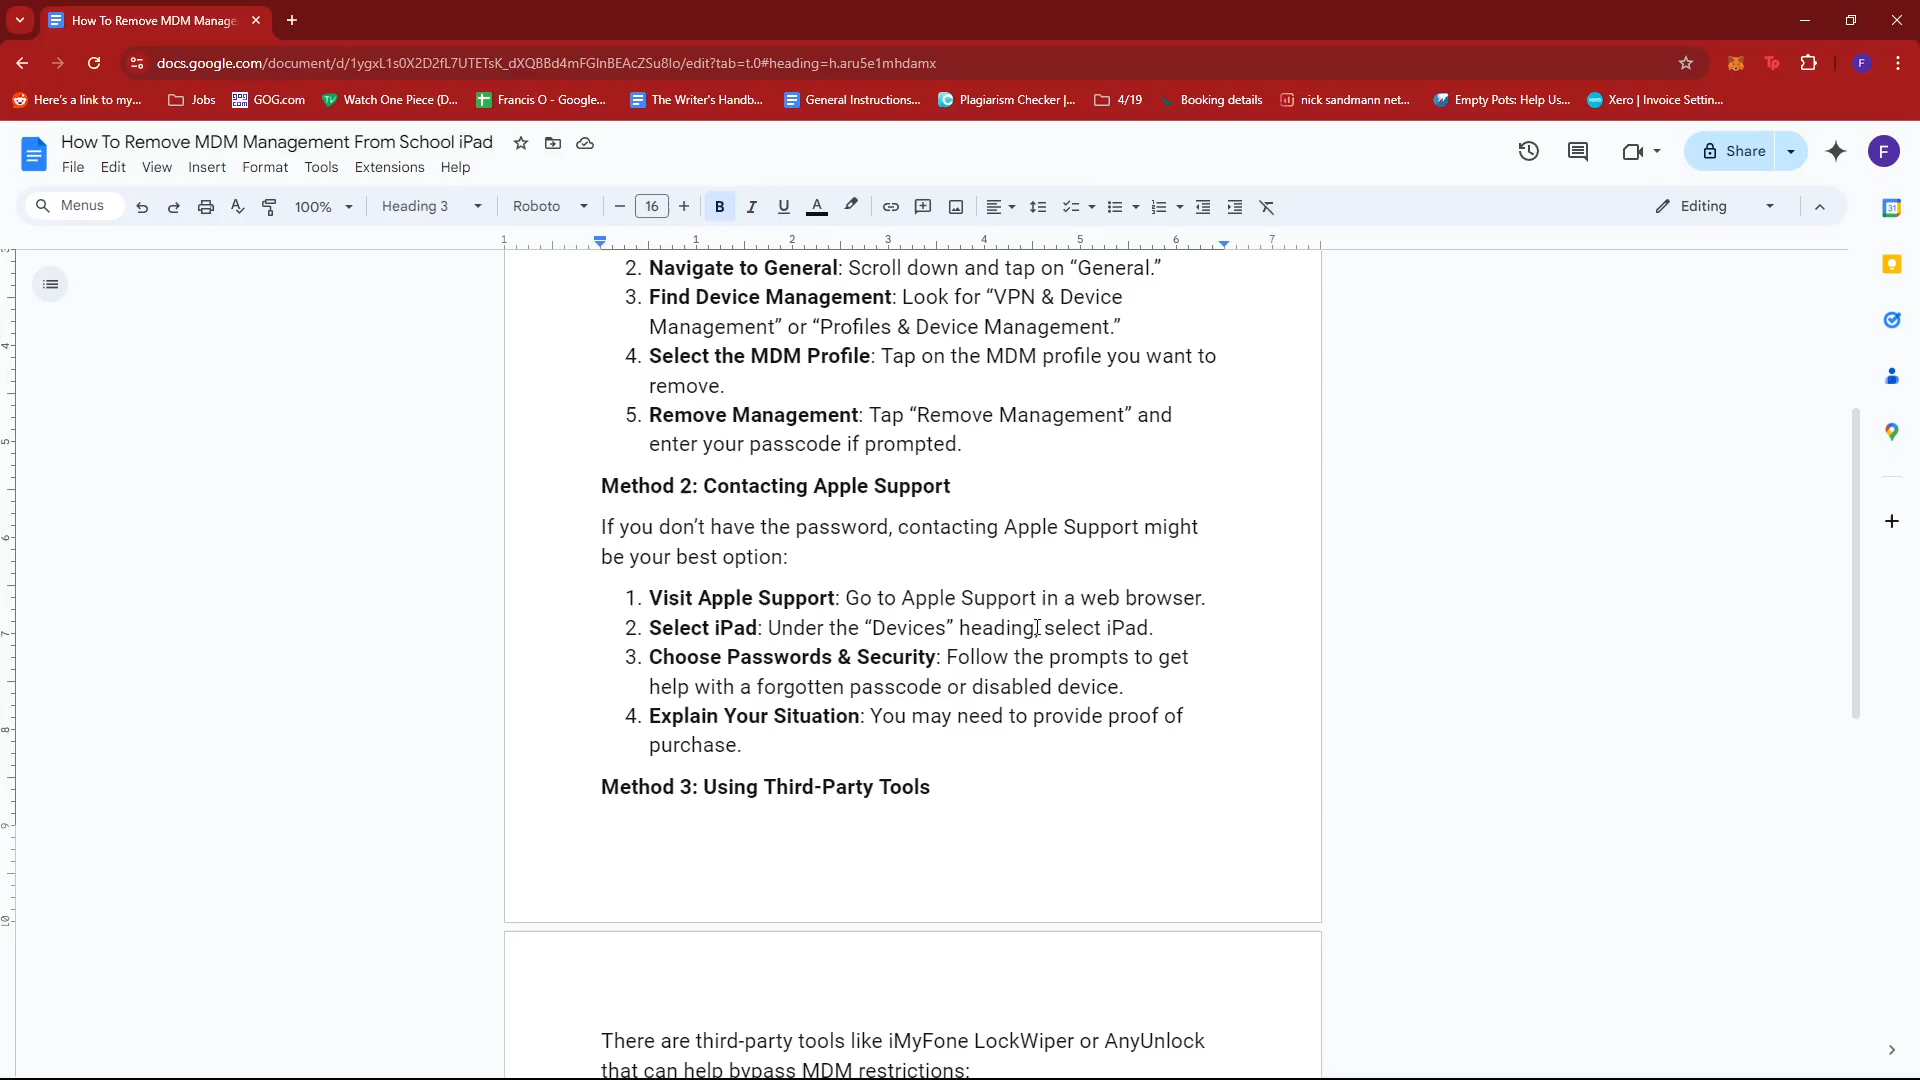 How To Remove MDM Manage
docs.google.com/document/d/1ygxL1s0X2D2fL7UTETsK_dXQBBd4mFGlnBEAcZSu8lo/edit?tab=t.0#heading=h.aru5e1mhdamx
Here's a link to my...
Jobs
GOG.com
Watch One Piece (D...
Francis O - Google...
The Writer's Handb...
General Instructions...
Plagiarism Checker |...
4/19
Booking details
nick sandmann net...
Empty Pots: Help Us...
Xero | Invoice Settin...
How To Remove MDM Management From School iPad
File Edit View Insert Format Tools Extensions Help
Share
F
Menus
100%
Heading 3
Roboto
16
Editing
2. Navigate to General: Scroll down and tap on “General.”
3. Find Device Management: Look for “VPN & Device
Management” or “Profiles & Device Management.”
4. Select the MDM Profile: Tap on the MDM profile you want to
remove.
5. Remove Management: Tap “Remove Management” and
enter your passcode if prompted.
Method 2: Contacting Apple Support
If you don’t have the password, contacting Apple Support might
be your best option:
1. Visit Apple Support: Go to Apple Support in a web browser.
2. Select iPad: Under the “Devices” heading, select iPad.
3. Choose Passwords & Security: Follow the prompts to get
help with a forgotten passcode or disabled device.
4. Explain Your Situation: You may need to provide proof of
purchase.
Method 3: Using Third-Party Tools
There are third-party tools like iMyFone LockWiper or AnyUnlock
that can help bypass MDM restrictions: